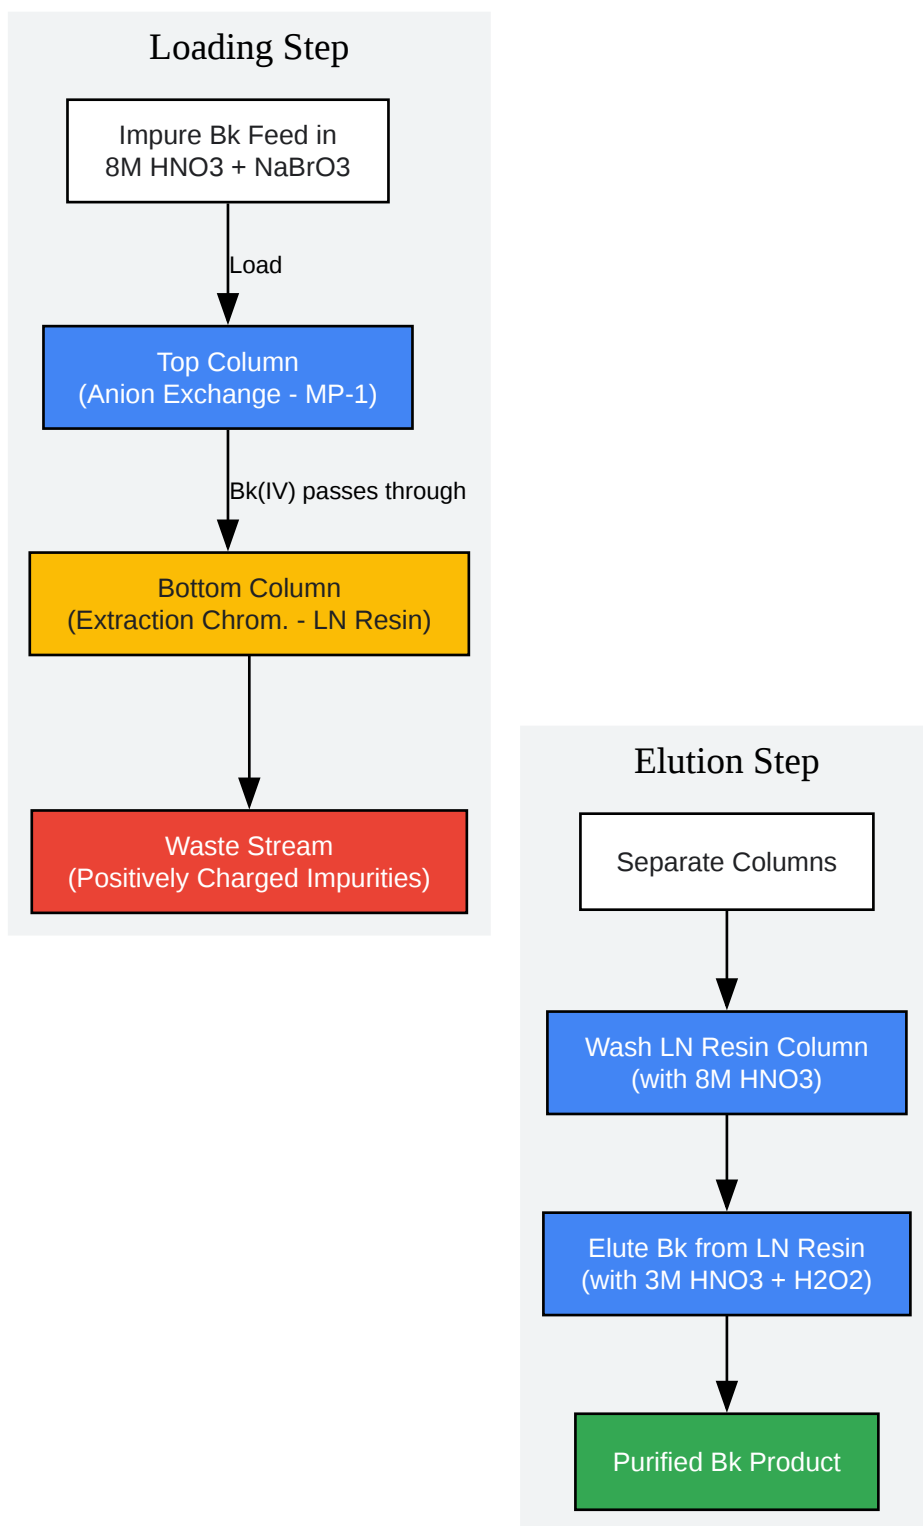 Loading Step
Impure Bk Feed in
8M HNO3 + NaBrO3
Load
Top Column
(Anion Exchange - MP-1)
Bk(IV) passes through
Bottom Column
(Extraction Chrom. - LN Resin)
Waste Stream
(Positively Charged Impurities)
Elution Step
Separate Columns
Wash LN Resin Column
(with 8M HNO3)
Elute Bk from LN Resin
(with 3M HNO3 + H2O2)
Purified Bk Product